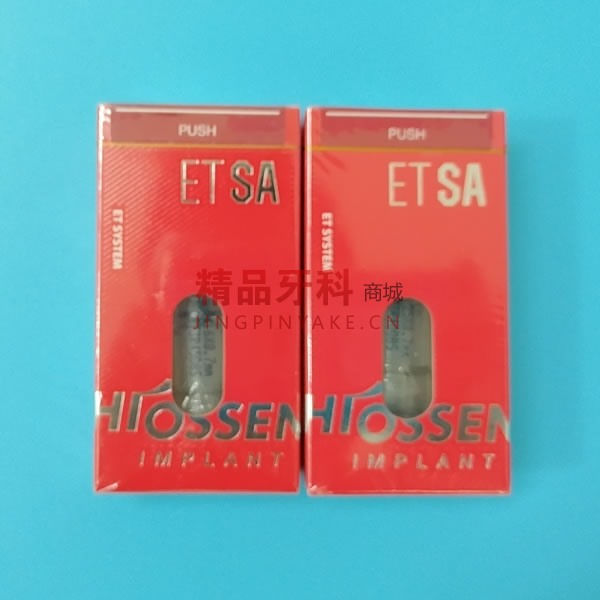 PUSH
ET SA
ET SYSTEM
HIOSSEN
IMPLANT
PUSH
ET SA
ET SYSTEM
HIOSSEN
IMPLANT
精品牙科 商城
JINGPINYAKE.CN